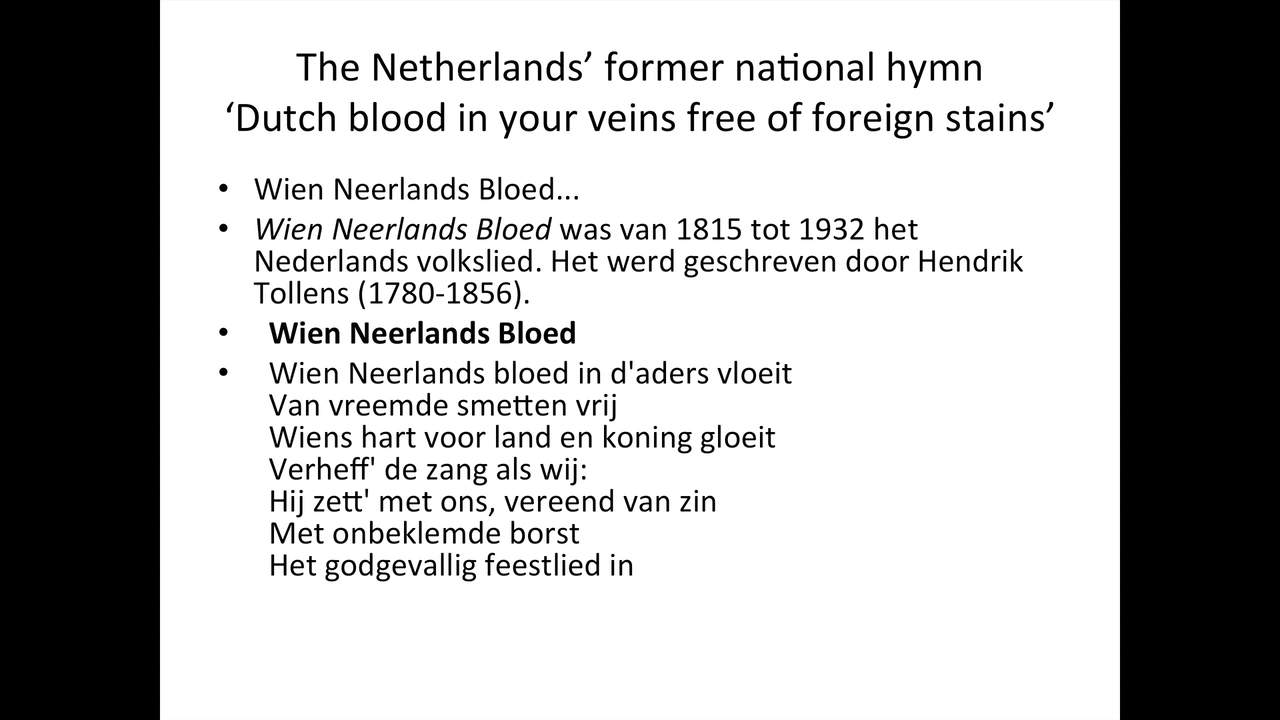 The Netherlands’ former national hymn
‘Dutch blood in your veins free of foreign stains’
• Wien Neerlands Bloed...
• Wien Neerlands Bloed was van 1815 tot 1932 het
Nederlands volkslied. Het werd geschreven door Hendrik
Tollens (1780-1856).
• Wien Neerlands Bloed
• Wien Neerlands bloed in d'aders vloeit
Van vreemde smetten vrij
Wiens hart voor land en koning gloeit
Verheff' de zang als wij:
Hij zett' met ons, vereend van zin
Met onbeklemde borst
Het godgevallig feestlied in